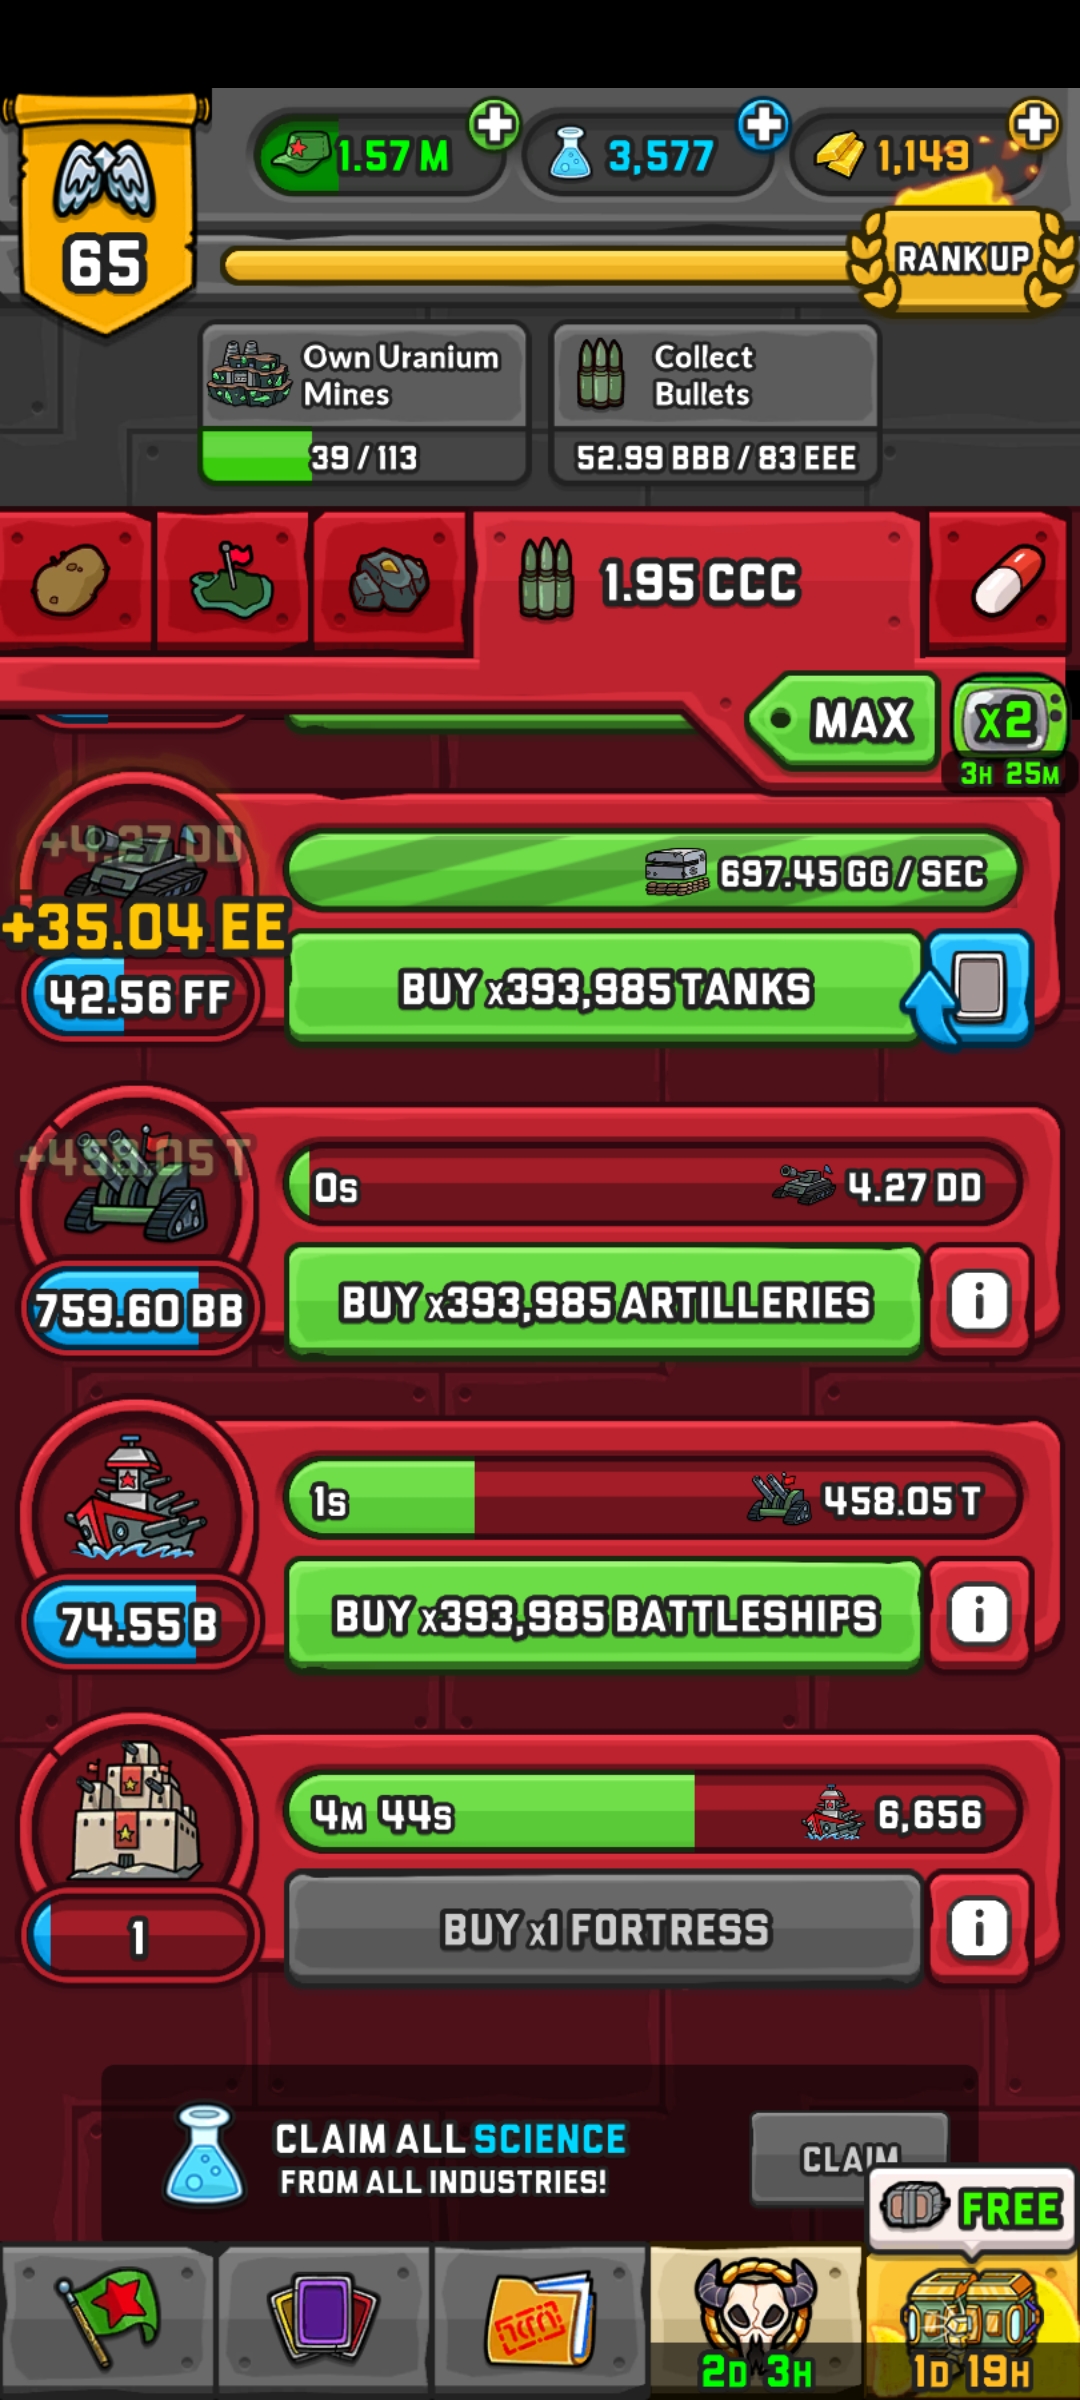 65
1.57 M
3,577
1,149
RANK UP
Own Uranium
Mines
39 / 113
Collect
Bullets
52.99 BBB / 83 EEE
1.95 CCC
MAX
x2
3H 25M
+4.27 DD
+35.04 EE
42.56 FF
697.45 GG / SEC
BUY x393,985 TANKS
+458.05 T
759.60 BB
0s
4.27 DD
BUY x393,985 ARTILLERIES
i
74.55 B
1s
458.05 T
BUY x393,985 BATTLESHIPS
i
1
4M 44s
6,656
BUY x1 FORTRESS
i
CLAIM ALL SCIENCE
FROM ALL INDUSTRIES!
CLAIM
FREE
2D 3H
1D 19H